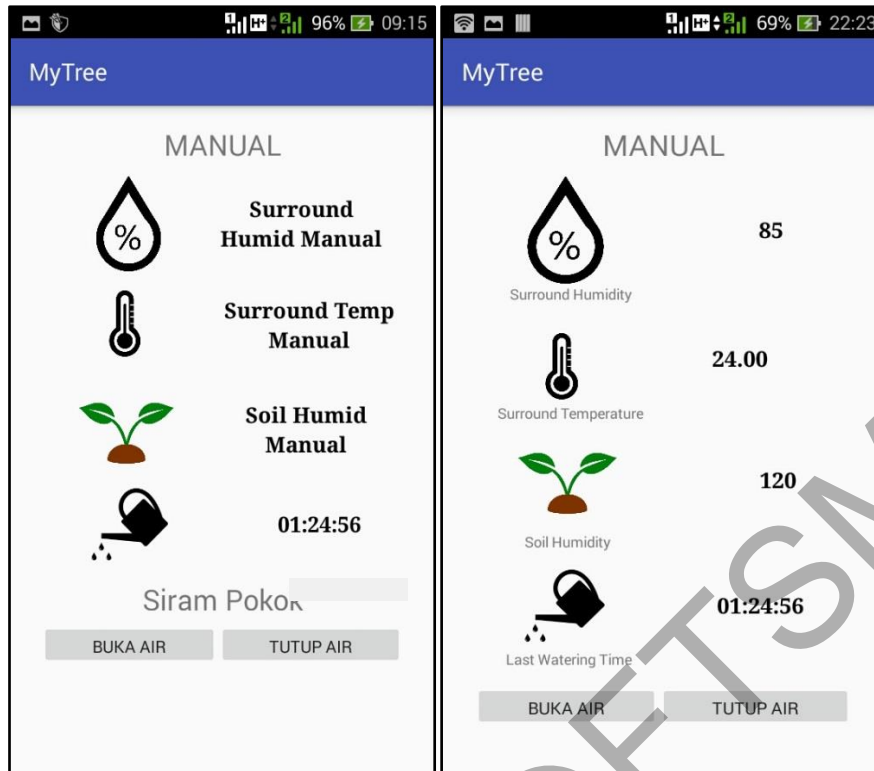 96% 09:15
MyTree
MANUAL
%
Surround
Humid Manual
Surround Temp
Manual
Soil Humid
Manual
01:24:56
Siram Pokok
BUKA AIR TUTUP AIR
69% 22:23
MyTree
MANUAL
%
85
Surround Humidity
24.00
Surround Temperature
120
Soil Humidity
01:24:56
Last Watering Time
BUKA AIR TUTUP AIR